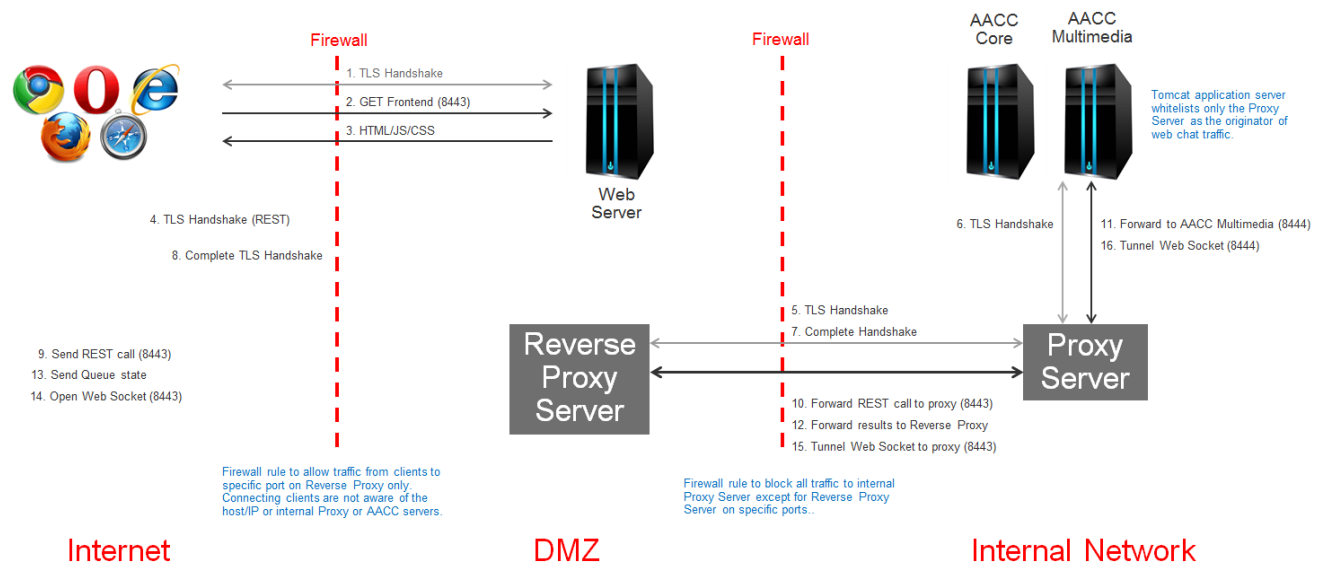 AACC
Core
AACC
Multimedia
Firewall
Firewall
1. TLS Handshake
2. GET Frontend (8443)
3. HTML/JS/CSS
Tomcat application server
whitelists only the Proxy
Server as the originator of
web chat traffic.
Web
Server
4. TLS Handshake (REST)
8. Complete TLS Handshake
6. TLS Handshake
11. Forward to AACC Multimedia (8444)
16. Tunnel Web Socket (8444)
5. TLS Handshake
7. Complete Handshake
Reverse
Proxy
Server
Proxy
Server
9. Send REST call (8443)
13. Send Queue state
14. Open Web Socket (8443)
10. Forward REST call to proxy (8443)
12. Forward results to Reverse Proxy
15. Tunnel Web Socket to proxy (8443)
Firewall rule to allow traffic from clients to
specific port on Reverse Proxy only.
Connecting clients are not aware of the
host/IP or internal Proxy or AACC servers.
Firewall rule to block all traffic to internal
Proxy Server except for Reverse Proxy
Server on specific ports..
Internet
DMZ
Internal Network